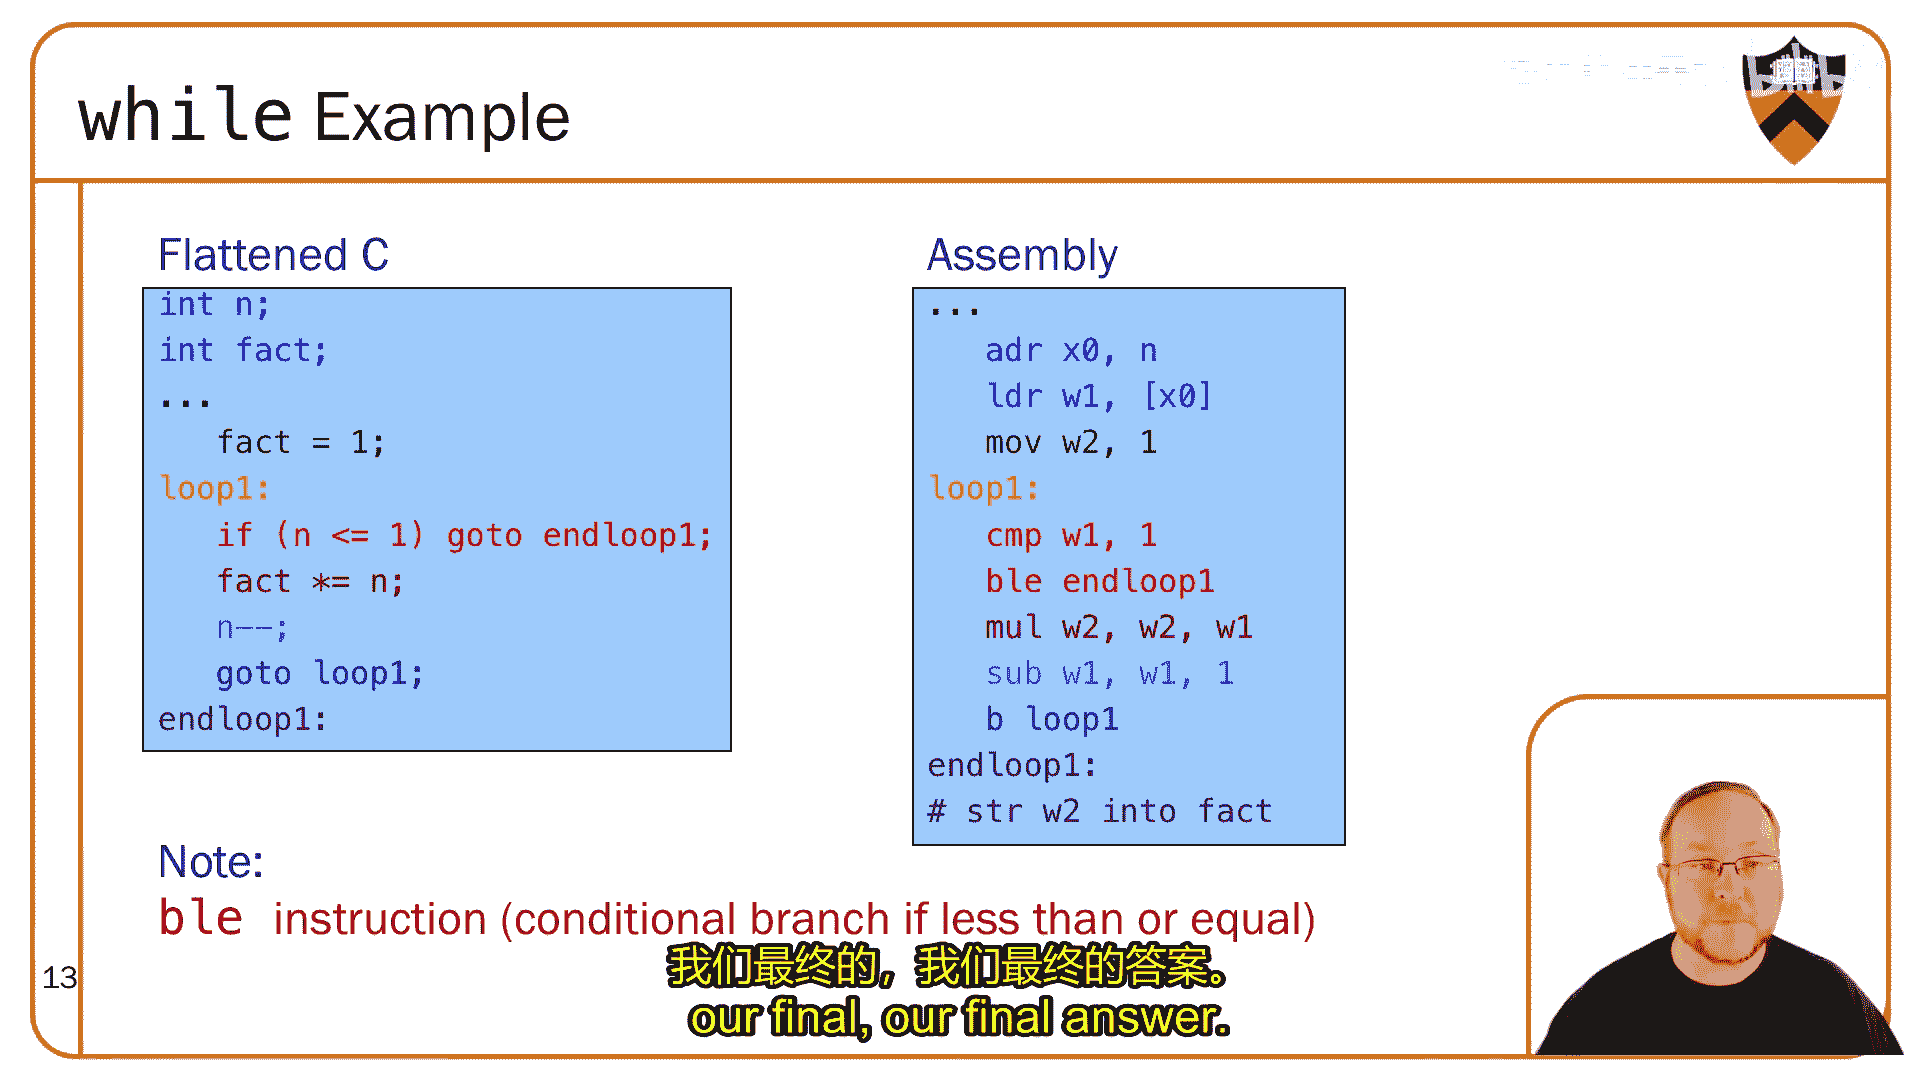 while Example
Flattened C
int n;
int fact;
...
fact = 1;
loop1:
if (n <= 1) goto endloop1;
fact *= n;
n--;
goto loop1;
endloop1:
Assembly
...
adr x0, n
ldr w1, [x0]
mov w2, 1
loop1:
cmp w1, 1
ble endloop1
mul w2, w2, w1
sub w1, w1, 1
b loop1
endloop1:
# str w2 into fact
Note:
ble instruction (conditional branch if less than or equal)
我们最终的，我们最终的答案。
our final, our final answer.
13